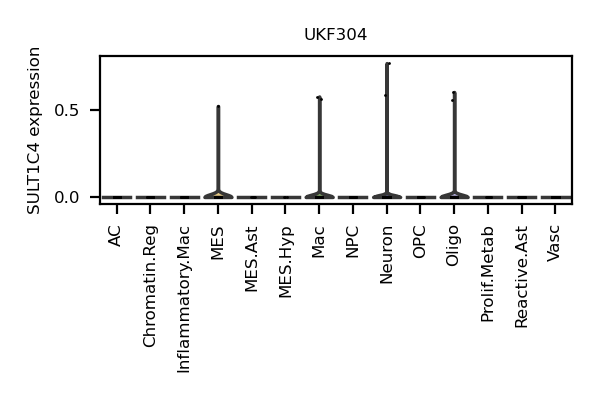 UKF304
SULT1C4 expression
0.5
0.0
AC
Chromatin.Reg
Inflammatory.Mac
MES
MES.Ast
MES.Hyp
Mac
NPC
Neuron
OPC
Oligo
Prolif.Metab
Reactive.Ast
Vasc